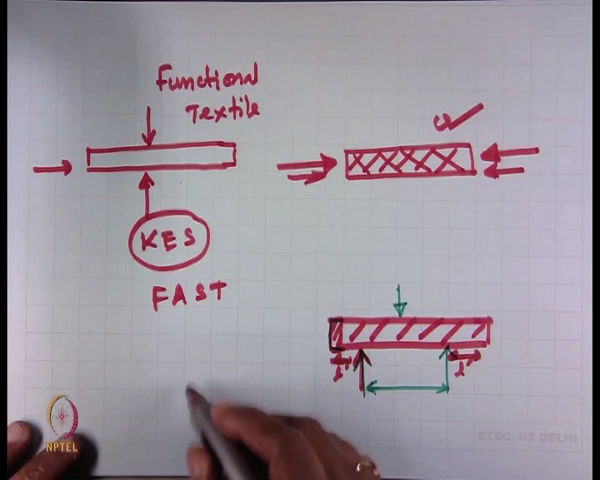 Functional
Textile
KES
FAST
l'
l'
NPTEL
ETSC, IIT DELHI